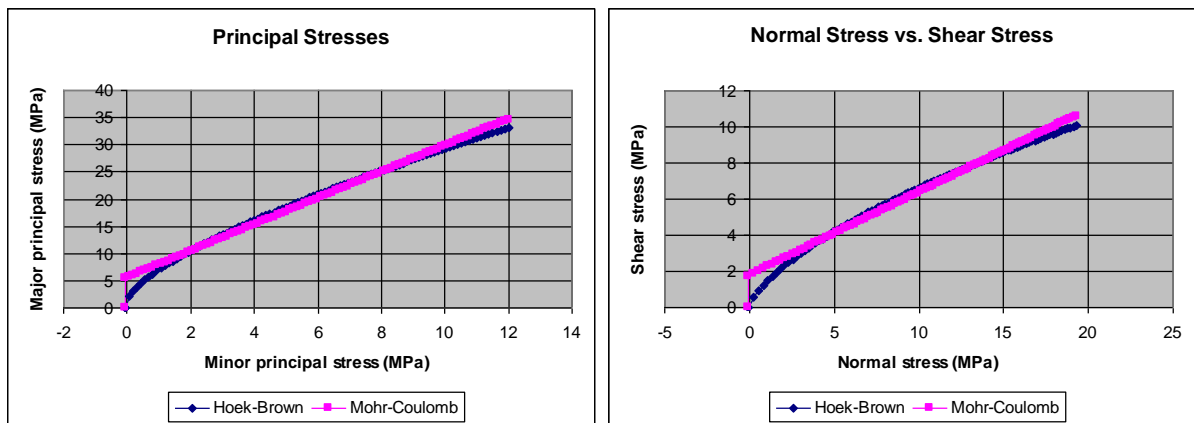 Principal Stresses
Major principal stress (MPa)
40
35
30
25
20
15
10
5
0
-2 0 2 4 6 8 10 12 14
Minor principal stress (MPa)
Hoek-Brown Mohr-Coulomb
Normal Stress vs. Shear Stress
Shear stress (MPa)
12
10
8
6
4
2
0
-5 0 5 10 15 20 25
Normal stress (MPa)
Hoek-Brown Mohr-Coulomb